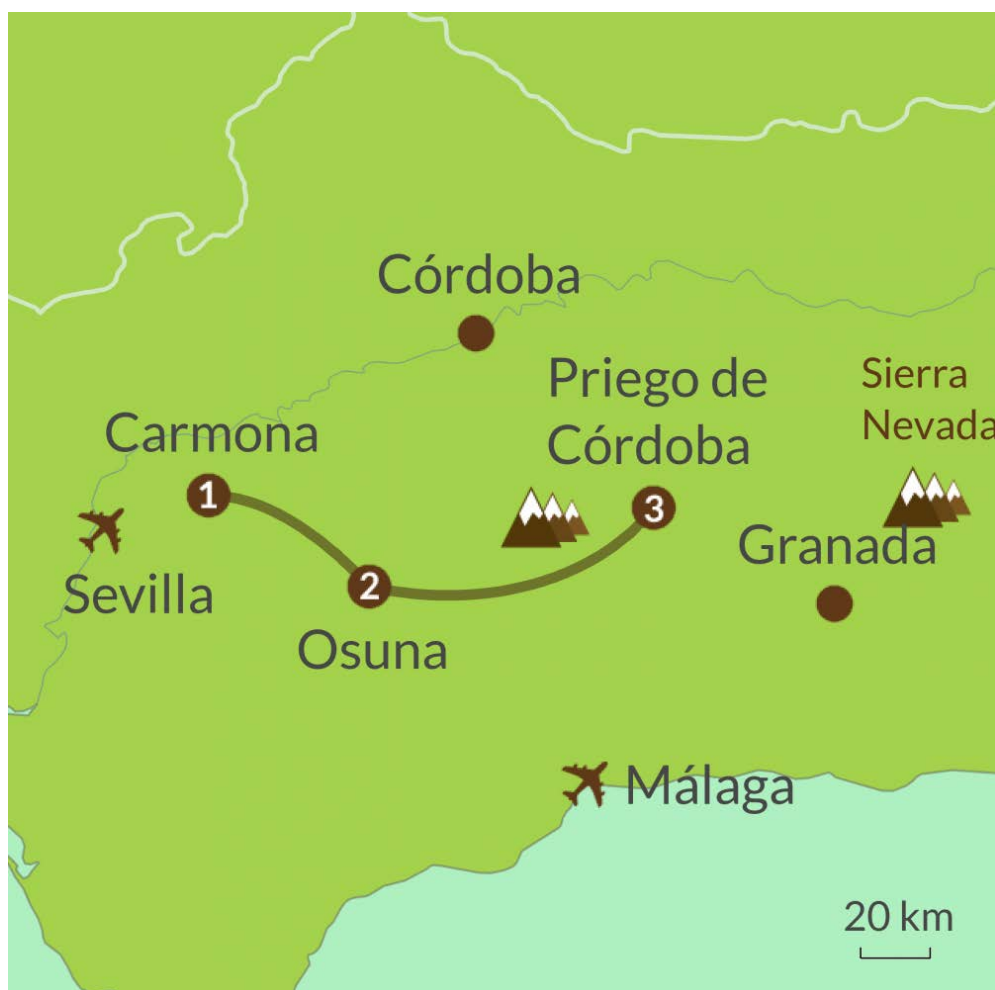 Córdoba
Priego de
Córdoba
Sierra
Nevada
Carmona
1
3
Granada
Sevilla
2
Osuna
Málaga
20 km